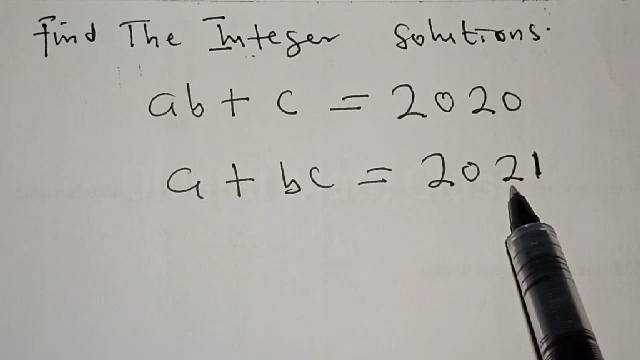 Find The Integer Solutions.
ab + c = 2020
a + bc = 2021